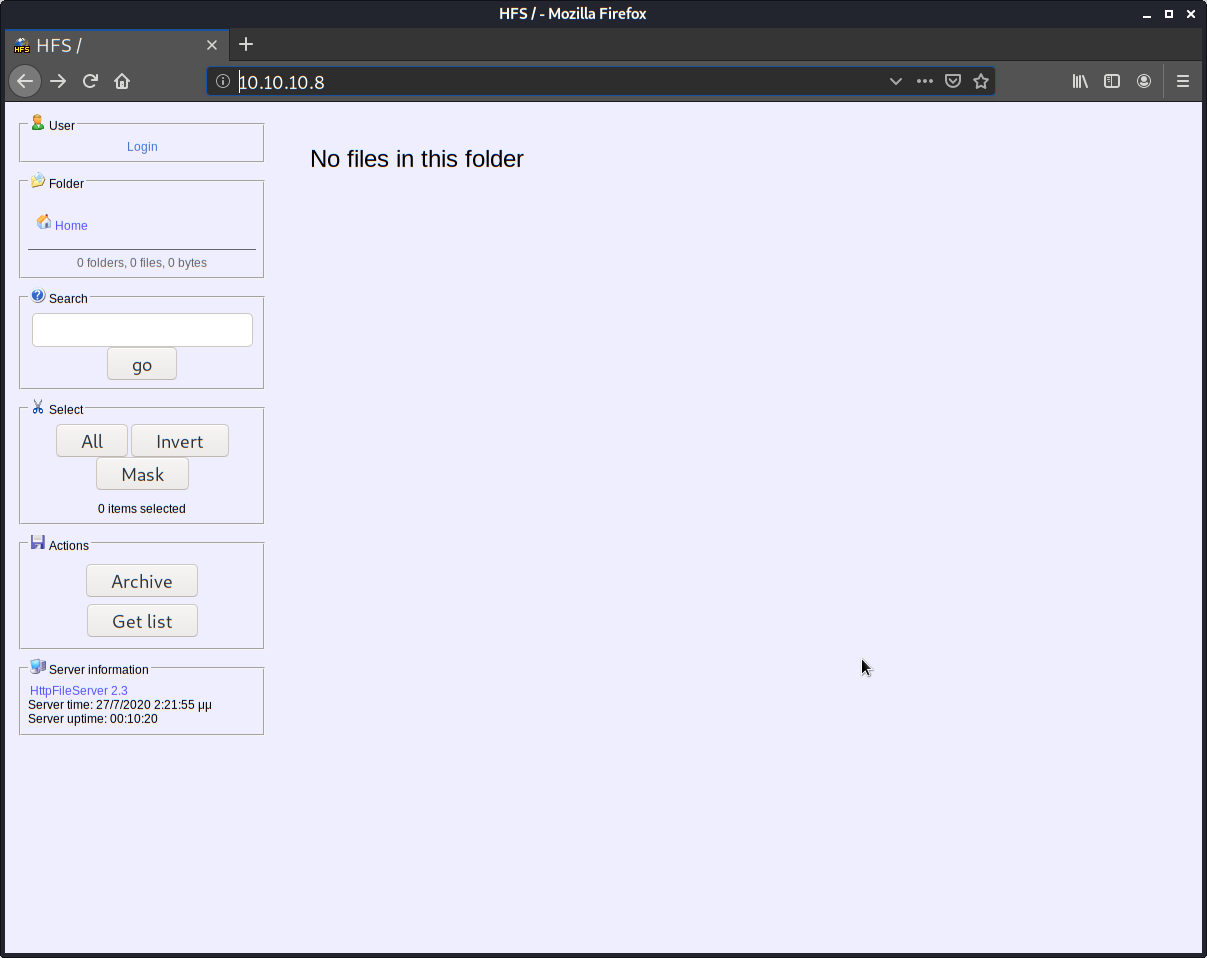 HFS / - Mozilla Firefox
HFS /
10.10.10.8
User
Login
Folder
Home
0 folders, 0 files, 0 bytes
Search
go
Select
All Invert
Mask
0 items selected
Actions
Archive
Get list
Server information
HttpFileServer 2.3
Server time: 27/7/2020 2:21:55 μμ
Server uptime: 00:10:20
No files in this folder